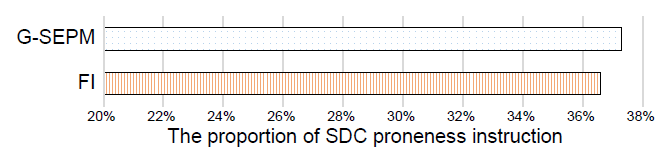 G-SEPM
FI
20% 22% 24% 26% 28% 30% 32% 34% 36% 38%
The proportion of SDC proneness instruction